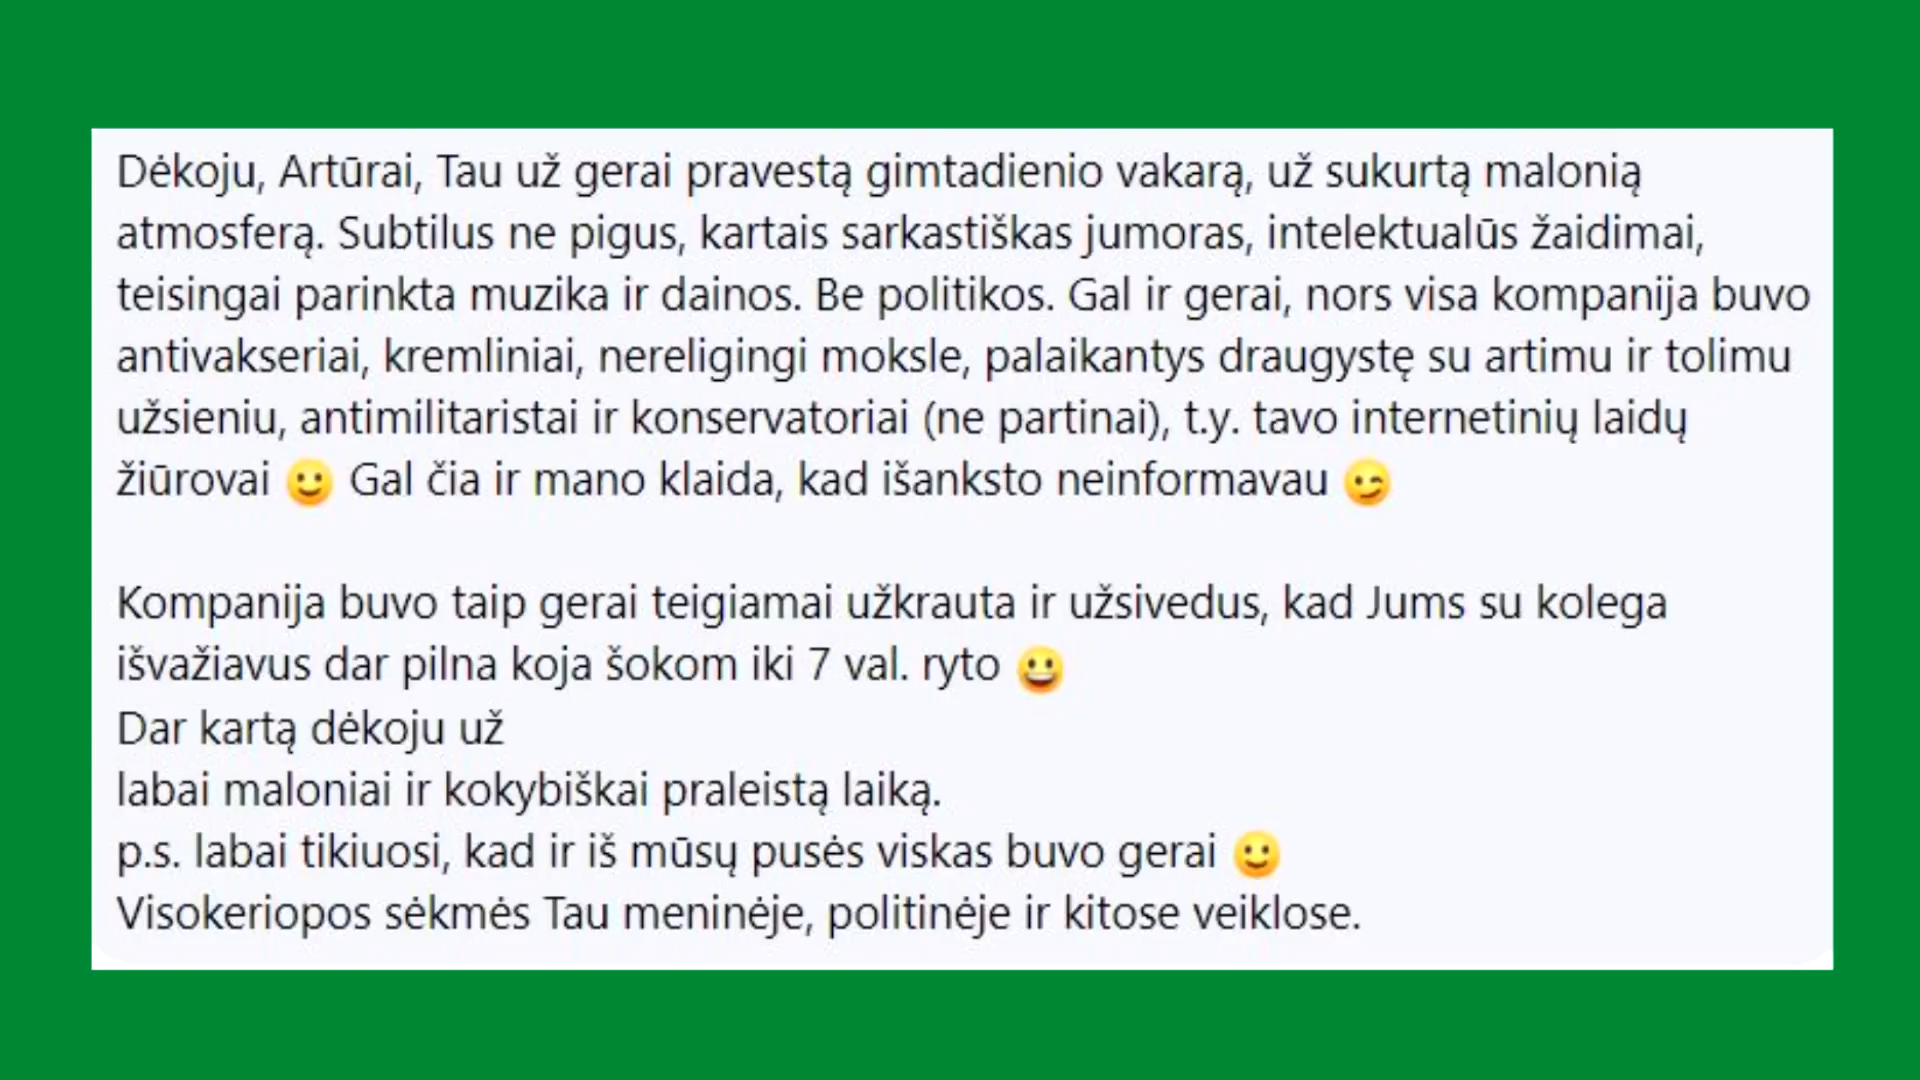 Dėkoju, Artūrai, Tau už gerai pravestą gimtadienio vakarą, už sukurtą malonią
atmosferą. Subtilus ne pigus, kartais sarkastiškas jumoras, intelektualūs žaidimai,
teisingai parinkta muzika ir dainos. Be politikos. Gal ir gerai, nors visa kompanija buvo
antivakseriai, kremliniai, nereligingi moksle, palaikantys draugystę su artimu ir tolimu
užsieniu, antimilitaristai ir konservatoriai (ne partinai), t.y. tavo internetinių laidų
žiūrovai 🙂 Gal čia ir mano klaida, kad išanksto neinformavau 😉
Kompanija buvo taip gerai teigiamai užkrauta ir užsivedus, kad Jums su kolega
išvažiavus dar pilna koja šokom iki 7 val. ryto 😀
Dar kartą dėkoju už
labai maloniai ir kokybiškai praleistą laiką.
p.s. labai tikiuosi, kad ir iš mūsų pusės viskas buvo gerai 🙂
Visokeriopos sėkmės Tau meninėje, politinėje ir kitose veiklose.